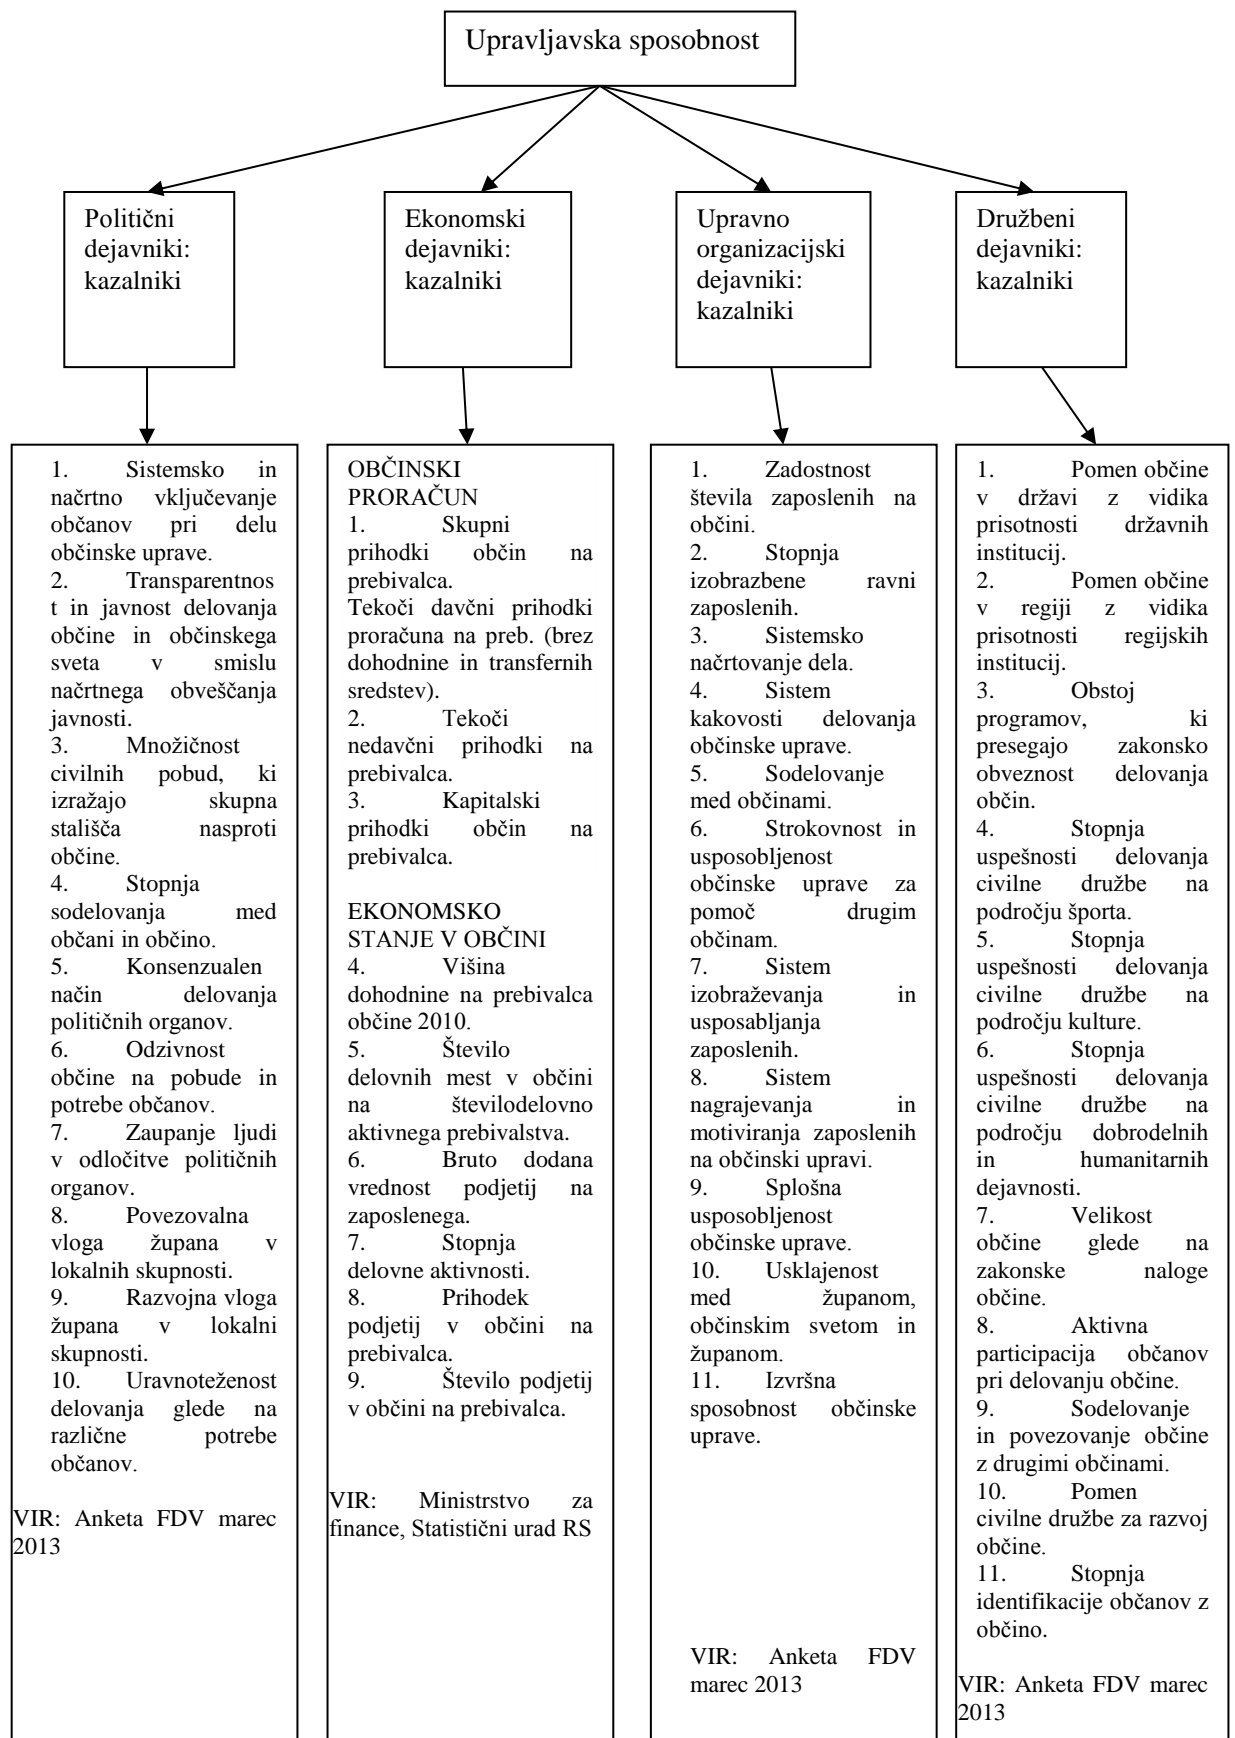 Upravljavska sposobnost
Politični
dejavniki:
kazalniki
Ekonomski
dejavniki:
kazalniki
Upravno
organizacijski
dejavniki:
kazalniki
Družbeni
dejavniki:
kazalniki
1. Sistemsko in
načrtno vključevanje
občanov pri delu
občinske uprave.
2. Transparentnos
t in javnost delovanja
občine in občinskega
sveta v smislu
načrtnega obveščanja
javnosti.
3. Množičnost
civilnih pobud, ki
izražajo skupna
stališča nasproti
občine.
4. Stopnja
sodelovanja med
občani in občino.
5. Konsenzualen
način delovanja
političnih organov.
6. Odzivnost
občine na pobude in
potrebe občanov.
7. Zaupanje ljudi
v odločitve političnih
organov.
8. Povezovalna
vloga župana v
lokalnih skupnosti.
9. Razvojna vloga
župana v lokalni
skupnosti.
10. Uravnoteženost
delovanja glede na
različne potrebe
občanov.
VIR: Anketa FDV marec
2013
OBČINSKI
PRORAČUN
1. Skupni
prihodki občin na
prebivalca.
Tekoči davčni prihodki
proračuna na preb. (brez
dohodnine in transfernih
sredstev).
2. Tekoči
nedavčni prihodki na
prebivalca.
3. Kapitalski
prihodki občin na
prebivalca.
EKONOMSKO
STANJE V OBČINI
4. Višina
dohodnine na prebivalca
občine 2010.
5. Število
delovnih mest v občini
na številodelovno
aktivnega prebivalstva.
6. Bruto dodana
vrednost podjetij na
zaposlenega.
7. Stopnja
delovne aktivnosti.
8. Prihodek
podjetij v občini na
prebivalca.
9. Število podjetij
v občini na prebivalca.
VIR: Ministrstvo za
finance, Statistični urad RS
1. Zadostnost
števila zaposlenih na
občini.
2. Stopnja
izobrazbene ravni
zaposlenih.
3. Sistemsko
načrtovanje dela.
4. Sistem
kakovosti delovanja
občinske uprave.
5. Sodelovanje
med občinami.
6. Strokovnost in
usposobljenost
občinske uprave za
pomoč drugim
občinam.
7. Sistem
izobraževanja in
usposabljanja
zaposlenih.
8. Sistem
nagrajevanja in
motiviranja zaposlenih
na občinski upravi.
9. Splošna
usposobljenost
občinske uprave.
10. Usklajenost
med županom,
občinskim svetom in
županom.
11. Izvršna
sposobnost občinske
uprave.
VIR: Anketa FDV
marec 2013
1. Pomen občine
v državi z vidika
prisotnosti državnih
institucij.
2. Pomen občine
v regiji z vidika
prisotnosti regijskih
institucij.
3. Obstoj
programov, ki
presegajo zakonsko
obveznost delovanja
občin.
4. Stopnja
uspešnosti delovanja
civilne družbe na
področju športa.
5. Stopnja
uspešnosti delovanja
civilne družbe na
področju kulture.
6. Stopnja
uspešnosti delovanja
civilne družbe na
področju dobrodelnih
in humanitarnih
dejavnosti.
7. Velikost
občine glede na
zakonske naloge
občine.
8. Aktivna
participacija občanov
pri delovanju občine.
9. Sodelovanje
in povezovanje občine
z drugimi občinami.
10. Pomen
civilne družbe za razvoj
občine.
11. Stopnja
identifikacije občanov z
občino.
VIR: Anketa FDV marec
2013